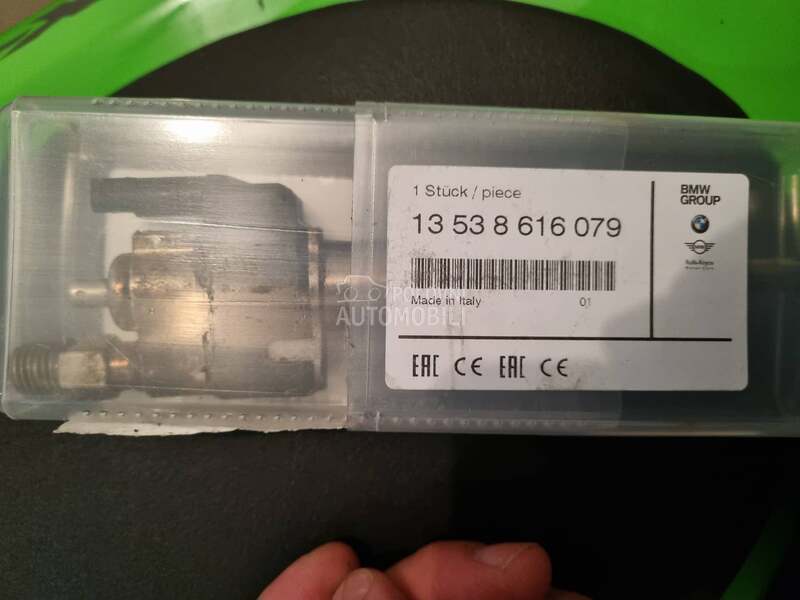 1 Stück / piece
13 53 8 616 079
Made in Italy
01
BMW
GROUP
EAC CE EAC CE
POLOVNI
AUTOMOBILI